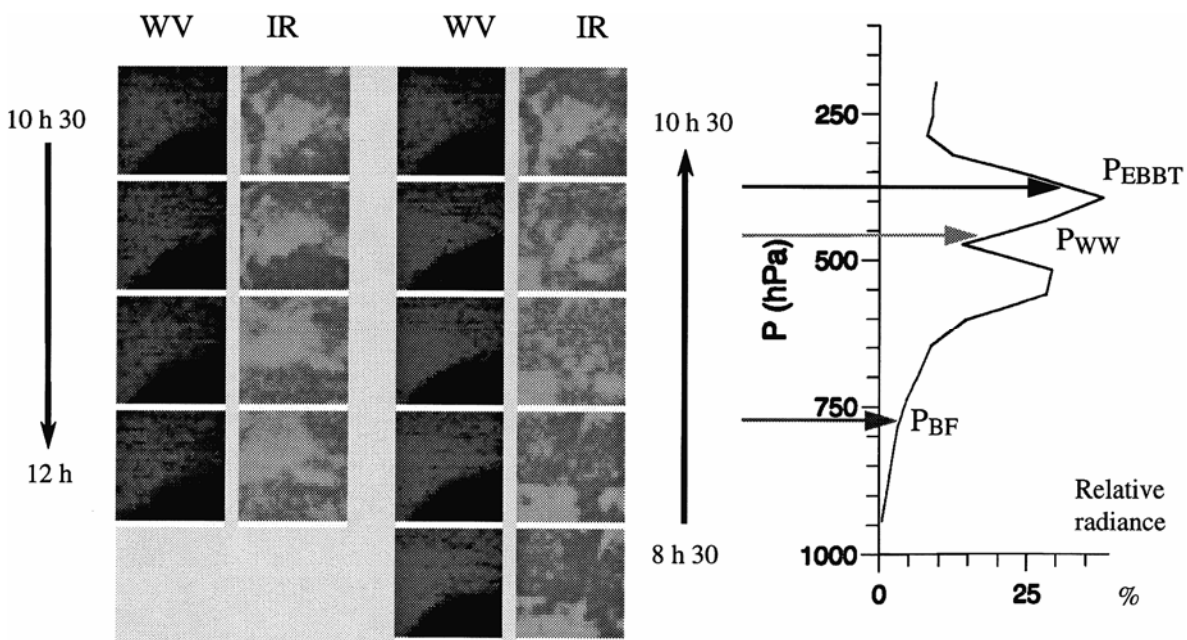 WV IR WV IR
10 h 30
12 h
10 h 30
8 h 30
P (hPa)
250
500
750
1000
0 25 %
PEBBT
PWW
PBF
Relative
radiance